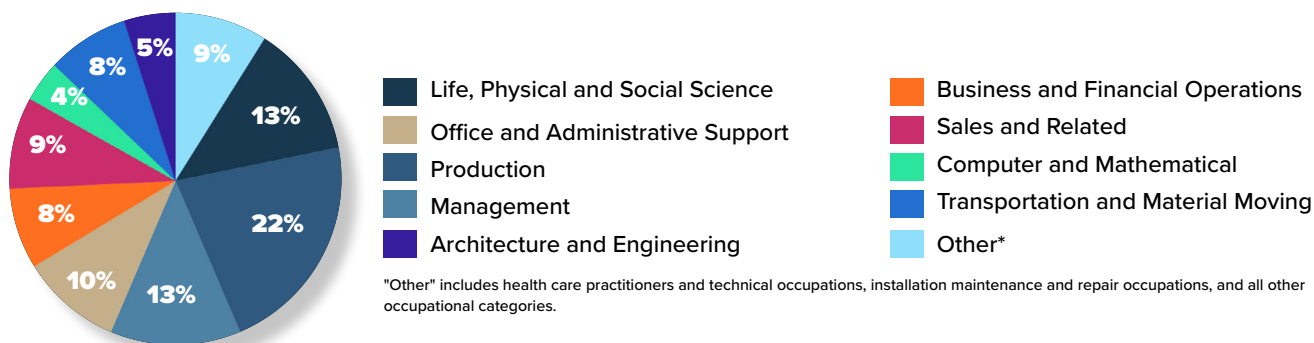 5%
9%
8%
4%
13%
9%
8%
22%
10%
13%
Life, Physical and Social Science
Office and Administrative Support
Production
Management
Architecture and Engineering
Business and Financial Operations
Sales and Related
Computer and Mathematical
Transportation and Material Moving
Other*
"Other" includes health care practitioners and technical occupations, installation maintenance and repair occupations, and all other
occupational categories.